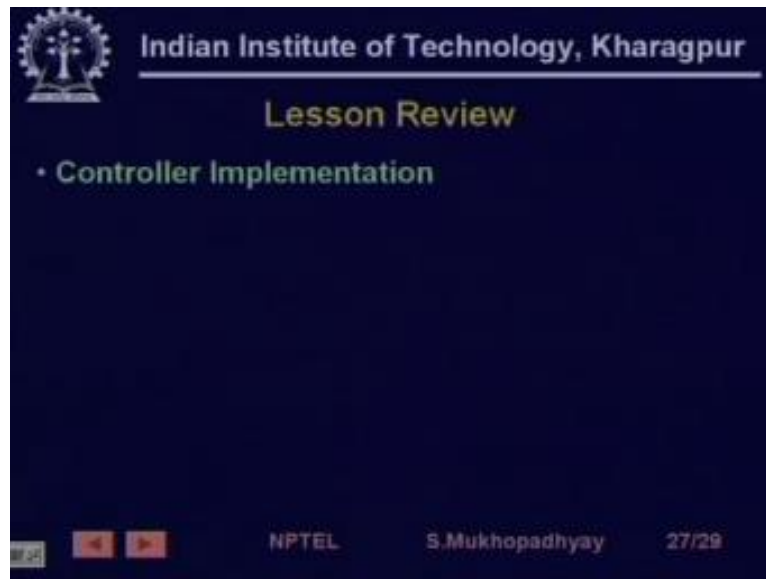 Indian Institute of Technology, Kharagpur
Lesson Review
• Controller Implementation
NPTEL S.Mukhopadhyay 27/29